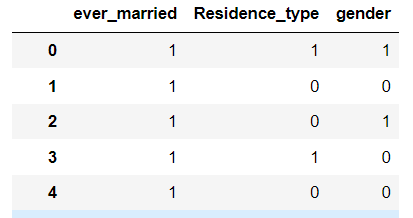 ever_married Residence_type gender
0 1 1 1
1 1 0 0
2 1 0 1
3 1 1 0
4 1 0 0